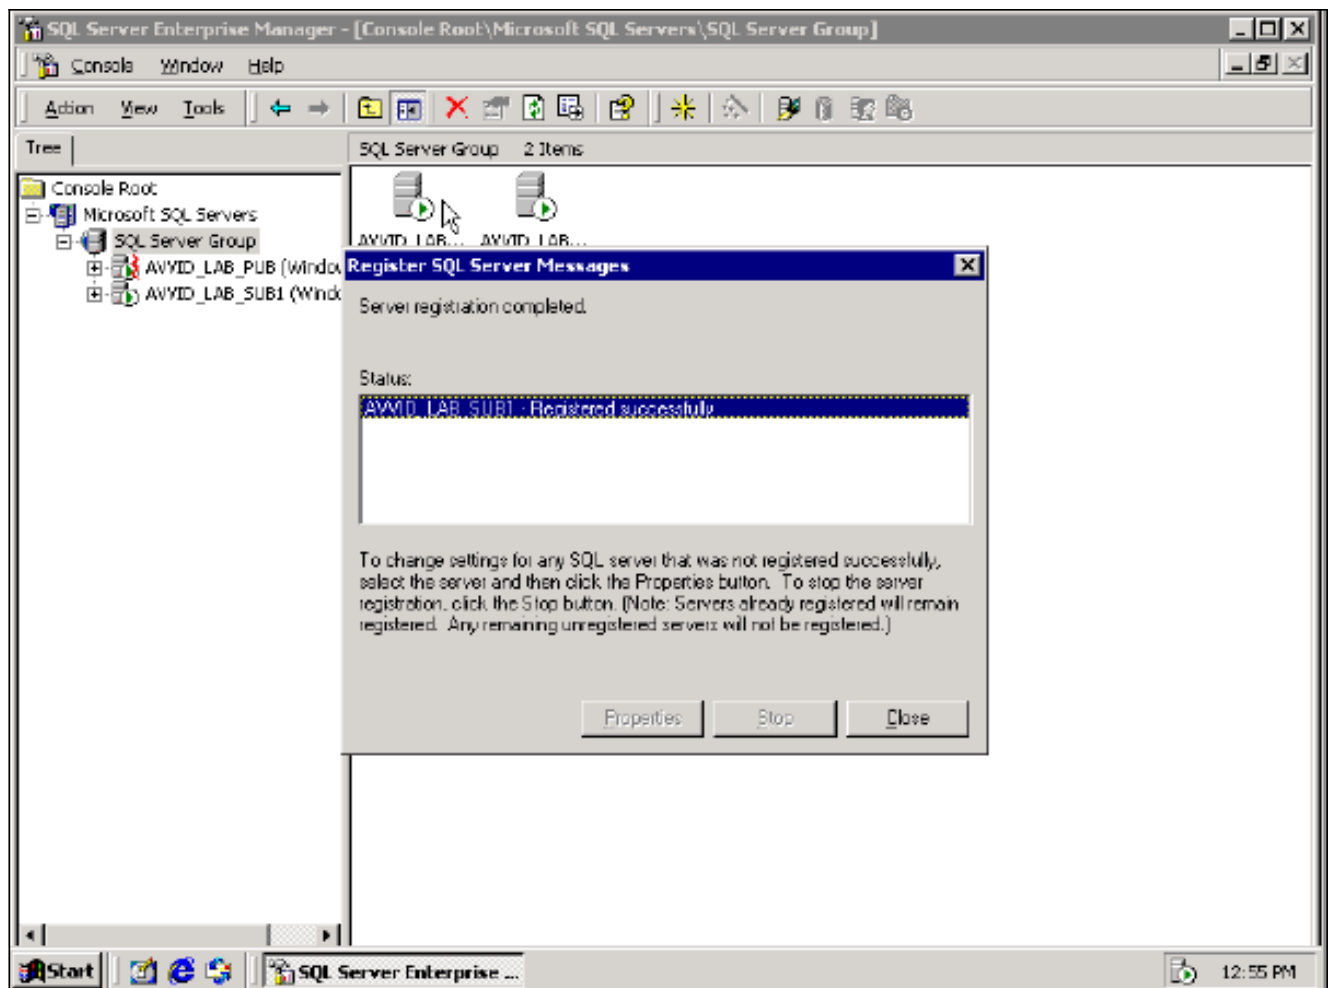 SQL Server Enterprise Manager - [Console Root\Microsoft SQL Servers\SQL Server Group]
Console Window Help
Action View Tools
Tree
SQL Server Group 2 Items
Console Root
Microsoft SQL Servers
SQL Server Group
AVVID_LAB_PUB (Window
AVVID_LAB_SUB1 (Windo
AVVID_LAB... AVVID_LAB...
Register SQL Server Messages
Server registration completed.
Status:
AVVID_LAB_SUB1 - Registered successfully
To change settings for any SQL server that was not registered successfully,
select the server and then click the Properties button. To stop the server
registration, click the Stop button. (Note: Servers already registered will remain
registered. Any remaining unregistered servers will not be registered.)
Properties Stop Close
Start
SQL Server Enterprise ...
12:55 PM